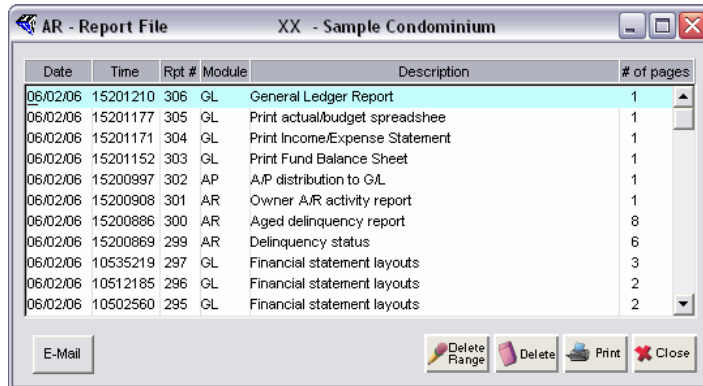 AR - Report File XX - Sample Condominium
Date Time Rpt # Module Description # of pages
06/02/06 15201210 306 GL General Ledger Report 1
06/02/06 15201177 305 GL Print actual/budget spreadshee 1
06/02/06 15201171 304 GL Print Income/Expense Statement 1
06/02/06 15201152 303 GL Print Fund Balance Sheet 1
06/02/06 15200997 302 AP A/P distribution to G/L 1
06/02/06 15200908 301 AR Owner A/R activity report 1
06/02/06 15200886 300 AR Aged delinquency report 8
06/02/06 15200869 299 AR Delinquency status 6
06/02/06 10535219 297 GL Financial statement layouts 3
06/02/06 10512185 296 GL Financial statement layouts 2
06/02/06 10502560 295 GL Financial statement layouts 2
E-Mail Delete Range Delete Print Close